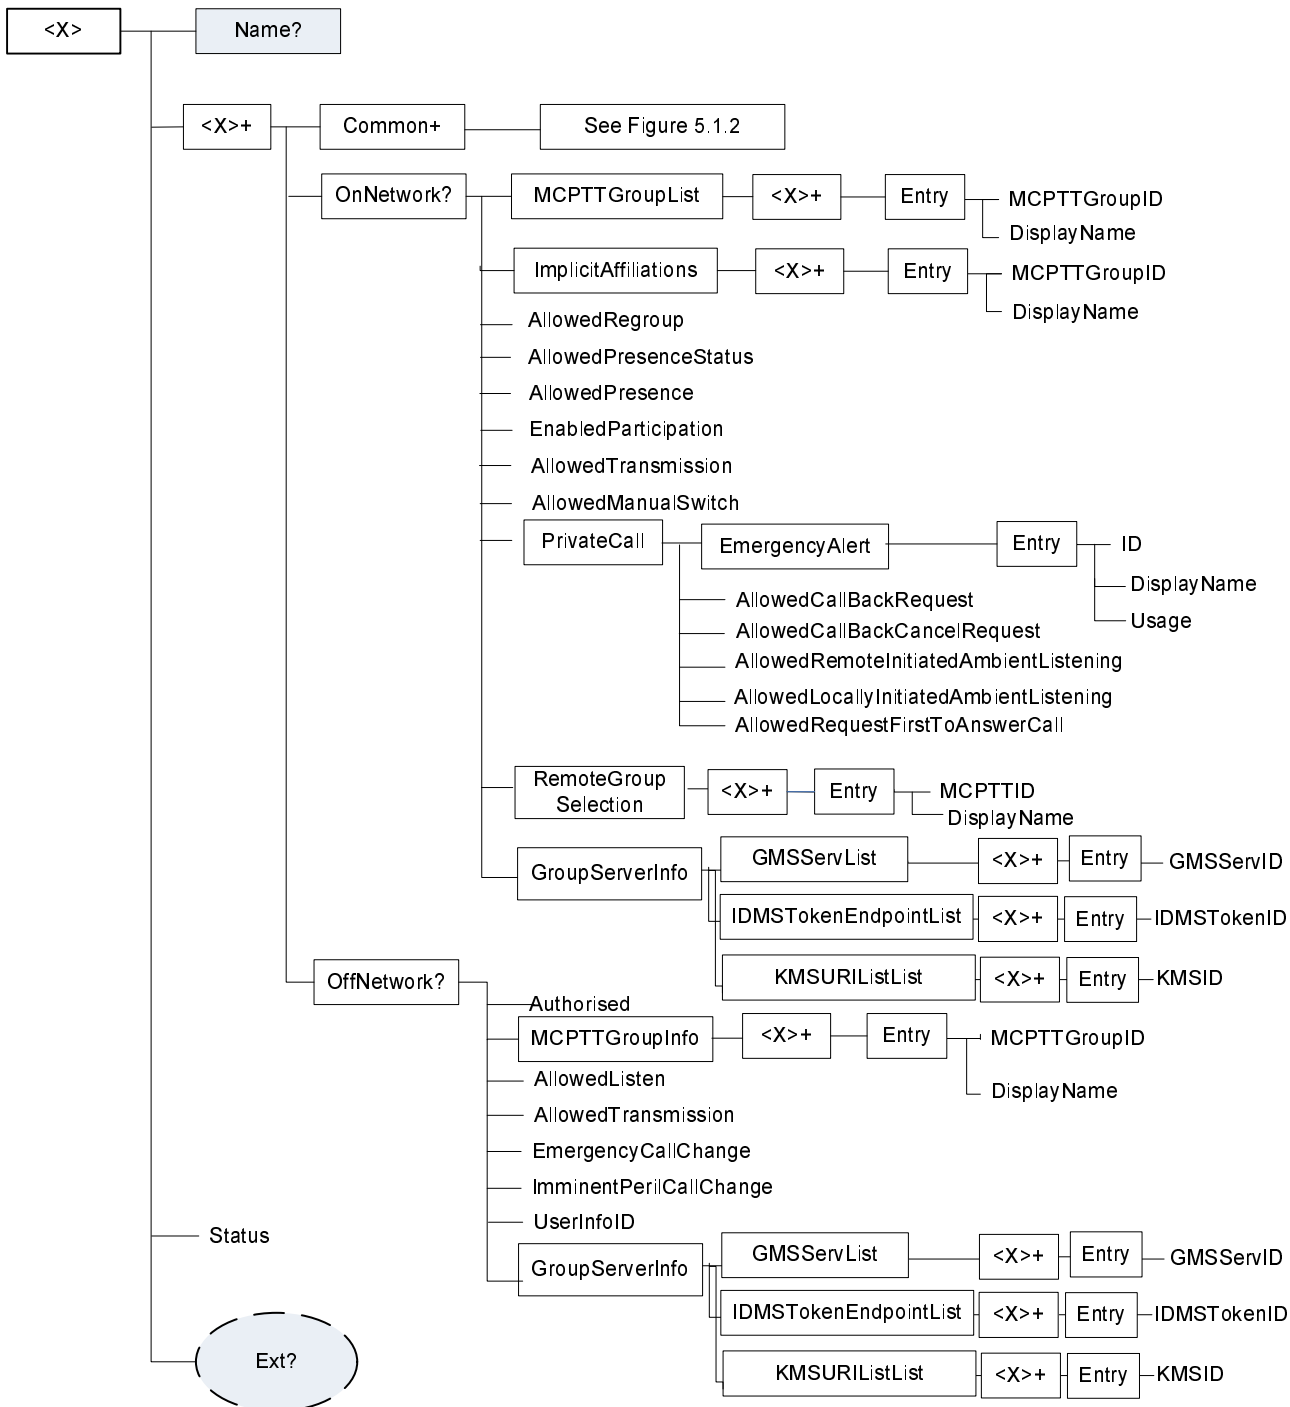 <X> Name?
<X>+ Common+ See Figure 5.1.2
OnNetwork? MCPTTGroupList <X>+ Entry MCPTTGroupID
DisplayName
ImplicitAffiliations <X>+ Entry MCPTTGroupID
DisplayName
AllowedRegroup
AllowedPresenceStatus
AllowedPresence
EnabledParticipation
AllowedTransmission
AllowedManualSwitch
PrivateCall EmergencyAlert Entry ID
DisplayName
Usage
AllowedCallBackRequest
AllowedCallBackCancelRequest
AllowedRemoteInitiatedAmbientListening
AllowedLocallyInitiatedAmbientListening
AllowedRequestFirstToAnswerCall
RemoteGroup
Selection
<X>+ Entry MCPTTID
DisplayName
GroupServerInfo GMSServList <X>+ Entry GMSServID
IDMSTokenEndpointList <X>+ Entry IDMSTokenID
KMSURIListList <X>+ Entry KMSID
OffNetwork?
Authorised
MCPTTGroupInfo <X>+ Entry MCPTTGroupID
DisplayName
AllowedListen
AllowedTransmission
EmergencyCallChange
ImminentPerilCallChange
UserInfoID
Status
GroupServerInfo GMSServList <X>+ Entry GMSServID
IDMSTokenEndpointList <X>+ Entry IDMSTokenID
KMSURIListList <X>+ Entry KMSID
Ext?